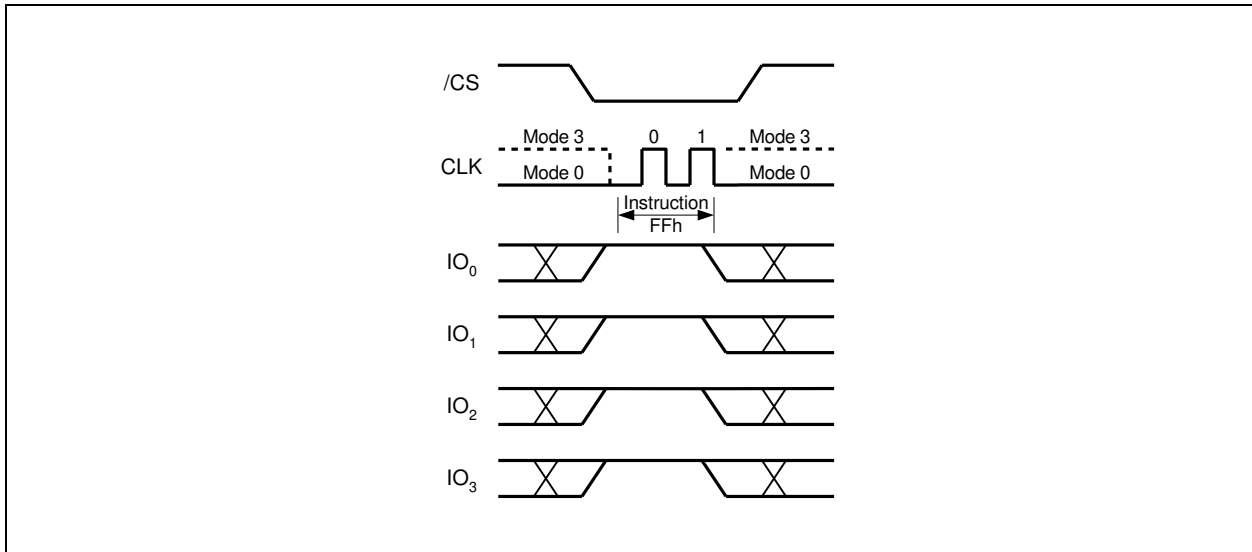 /CS
Mode 3 0 1 Mode 3
CLK
Mode 0 Mode 0
Instruction
FFh
IO0
IO1
IO2
IO3